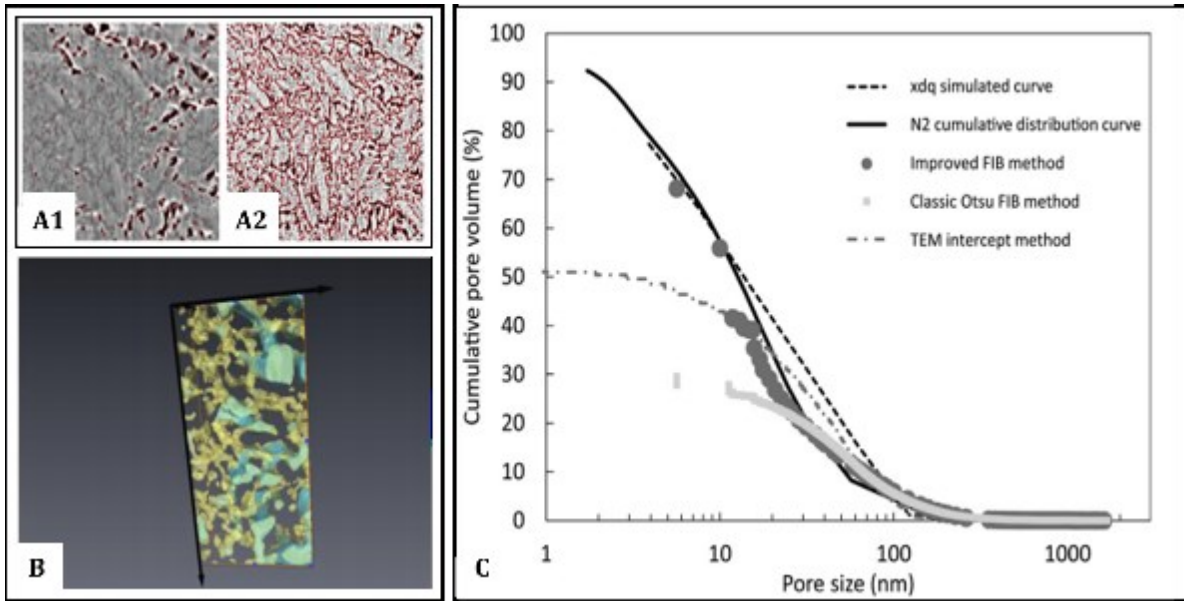 A1
A2
B
C
Cumulative pore volume (%)
100
90
80
70
60
50
40
30
20
10
0
1
10
100
1000
Pore size (nm)
xdq simulated curve
N2 cumulative distribution curve
Improved FIB method
Classic Otsu FIB method
TEM intercept method